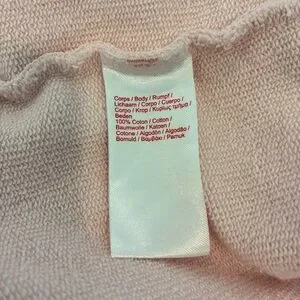 Corps / Body / Rumpf /
Lichaam / Corpo / Cuerpo /
Corpo / Krop / Κυρίως τμήμα /
Beden
100% Coton / Cotton /
Baumwolle / Katoen /
Cotone / Algodón / Algodão /
Bomuld / Βαμβάκι / Pamuk